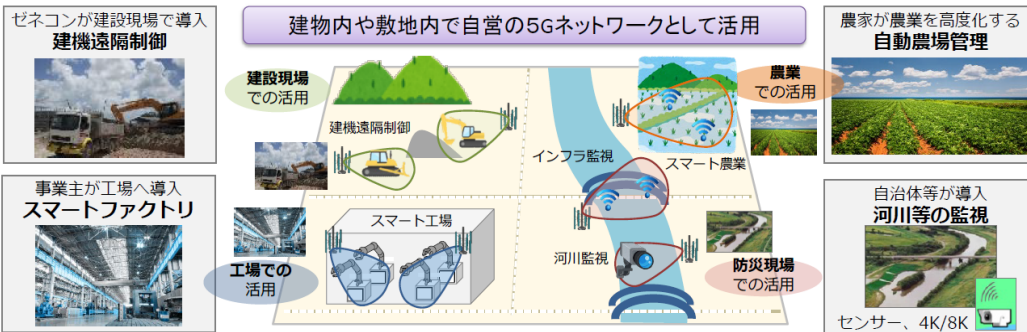 ゼネコンが建設現場で導入
建機遠隔制御
建物内や敷地内で自営の5Gネットワークとして活用
農家が農業を高度化する
自動農場管理
建設現場
での活用
農業
での活用
建機遠隔制御
インフラ監視
スマート農業
事業主が工場へ導入
スマートファクトリ
自治体等が導入
河川等の監視
スマート工場
工場での
活用
河川監視
防災現場
での活用
センサー、4K/8K